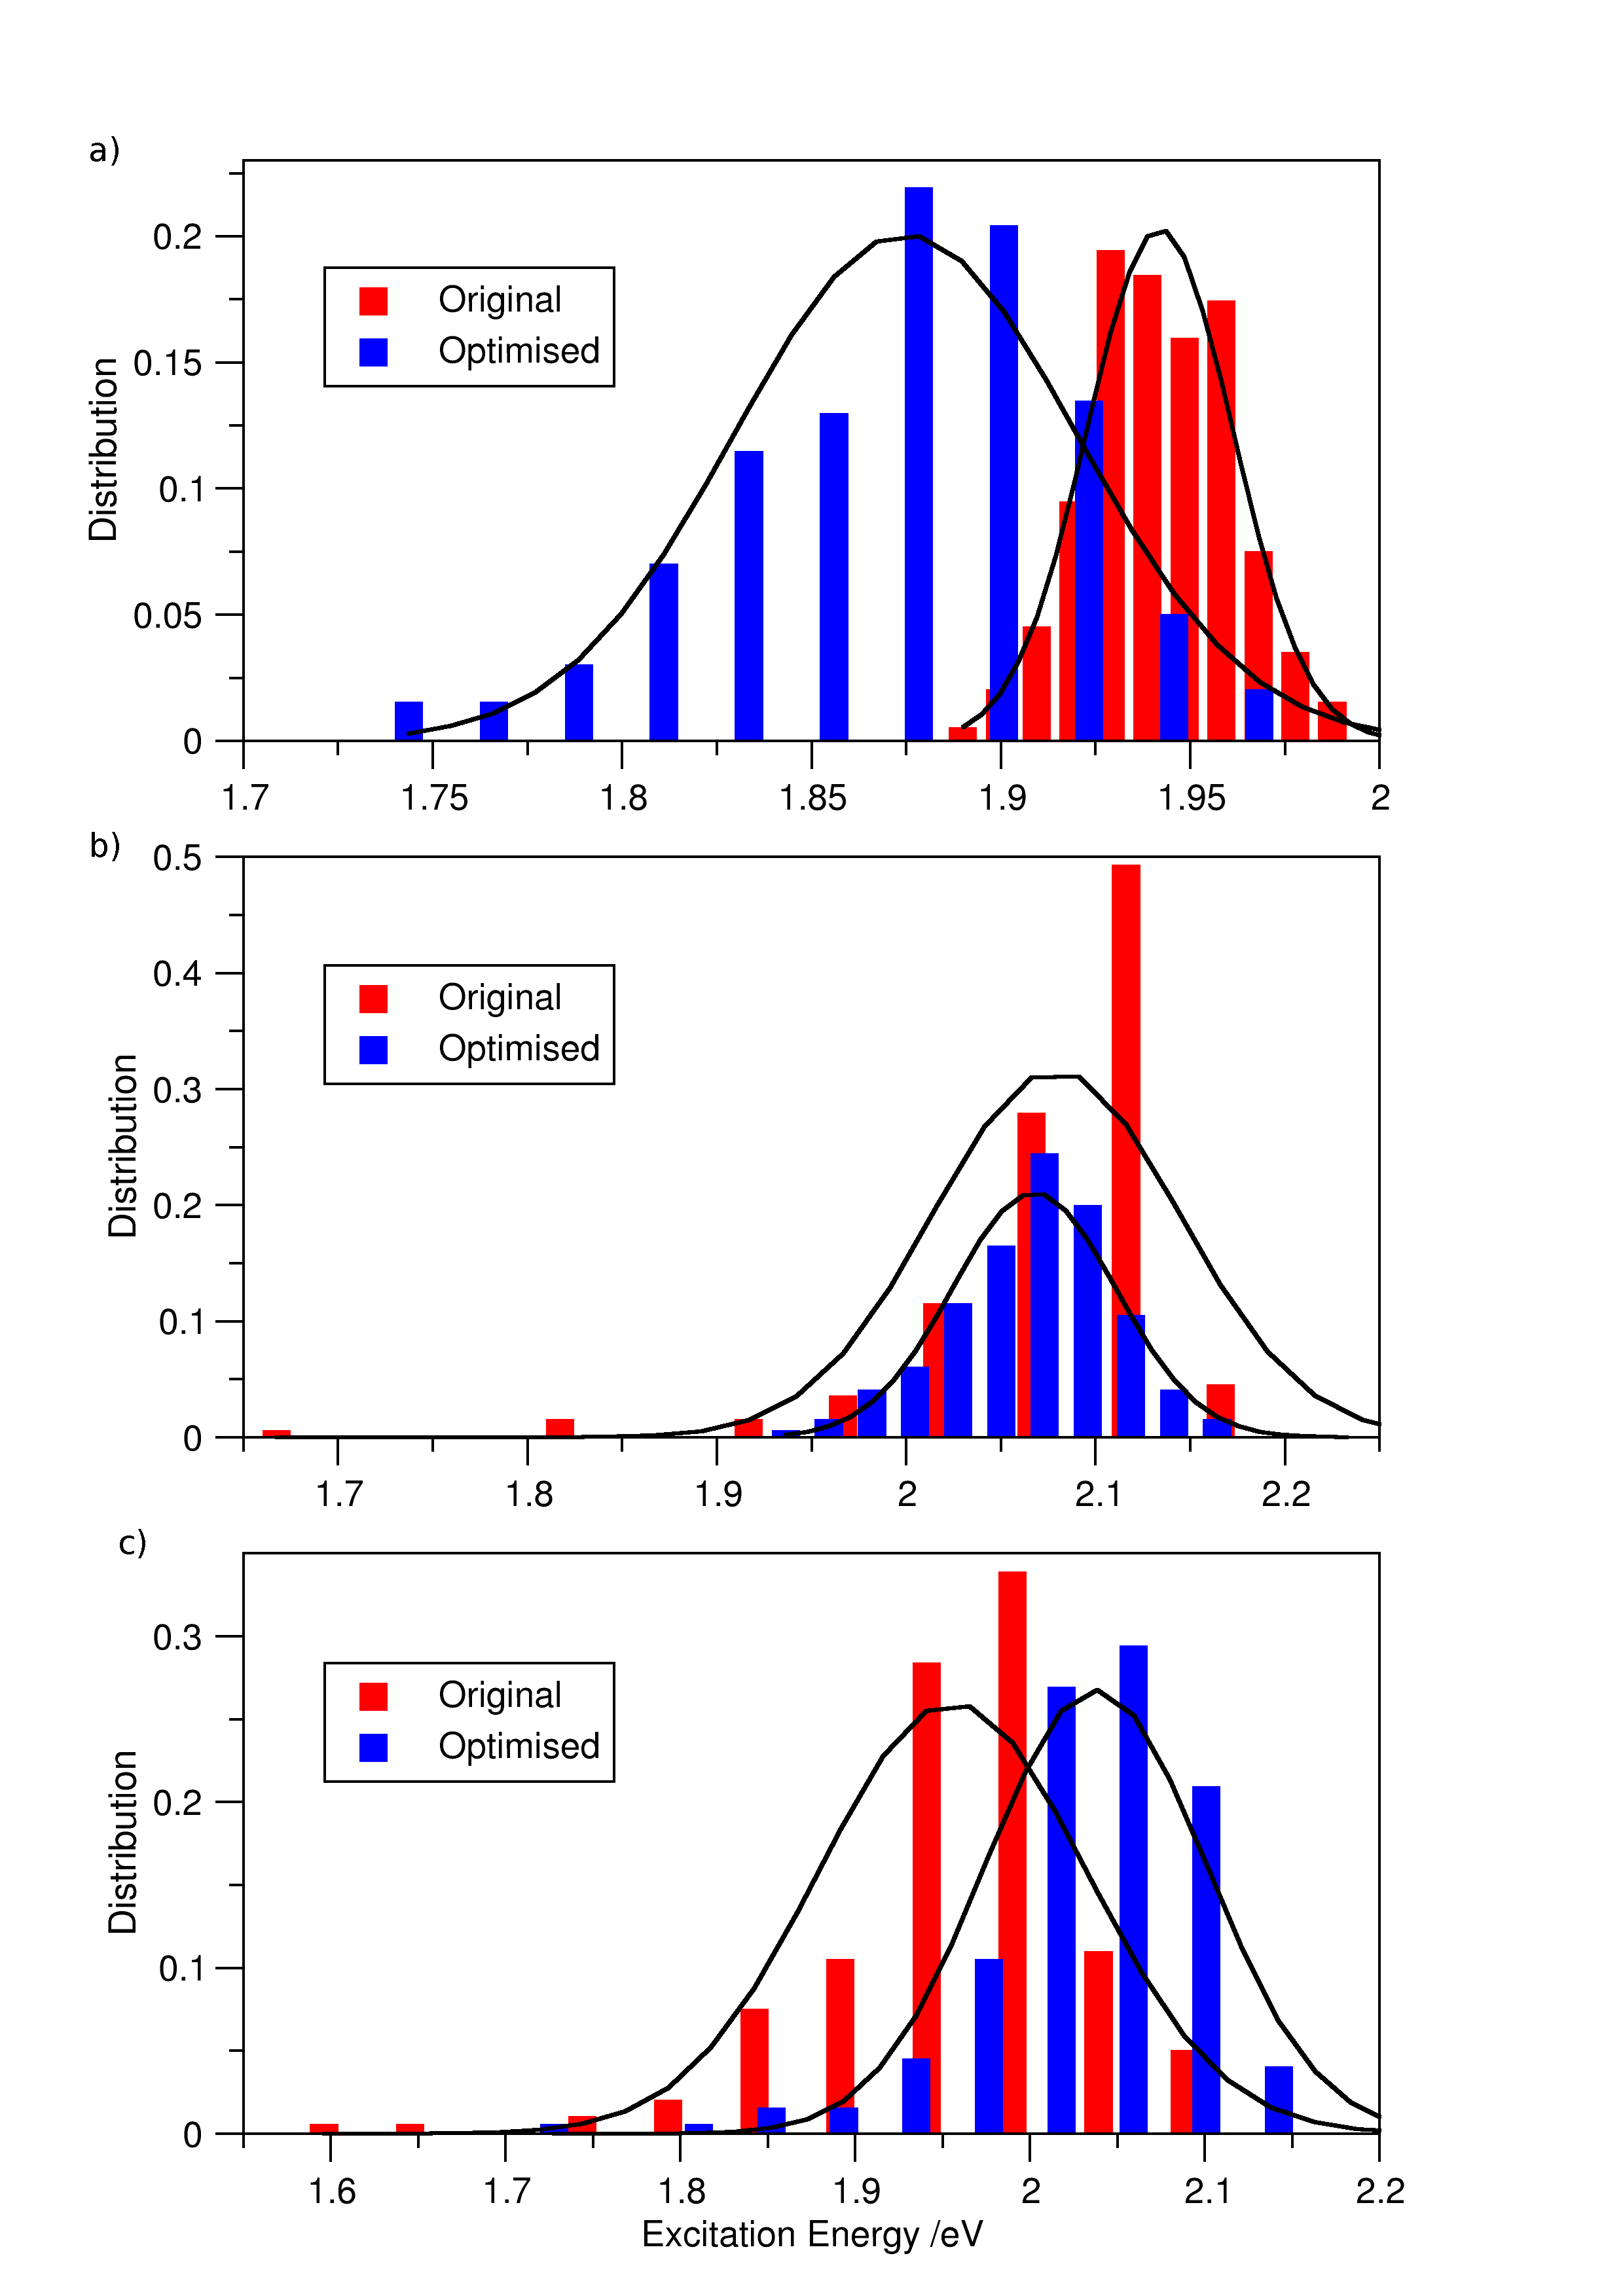 a)
0.2
0.15
0.1
0.05
0
Distribution
Original
Optimised
1.7 1.75 1.8 1.85 1.9 1.95 2
b)
0.5
0.4
0.3
0.2
0.1
0
Distribution
Original
Optimised
1.7 1.8 1.9 2 2.1 2.2
c)
0.3
0.2
0.1
0
Distribution
Original
Optimised
1.6 1.7 1.8 1.9 2 2.1 2.2
Excitation Energy /eV